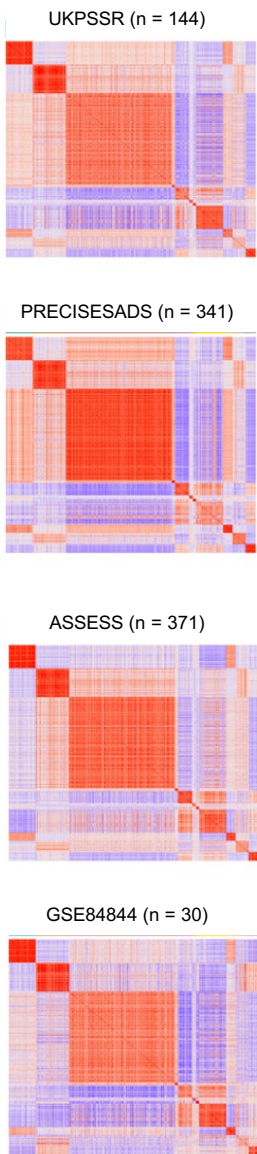 UKPSSR (n = 144)
PRECISESADS (n = 341)
ASSESS (n = 371)
GSE84844 (n = 30)